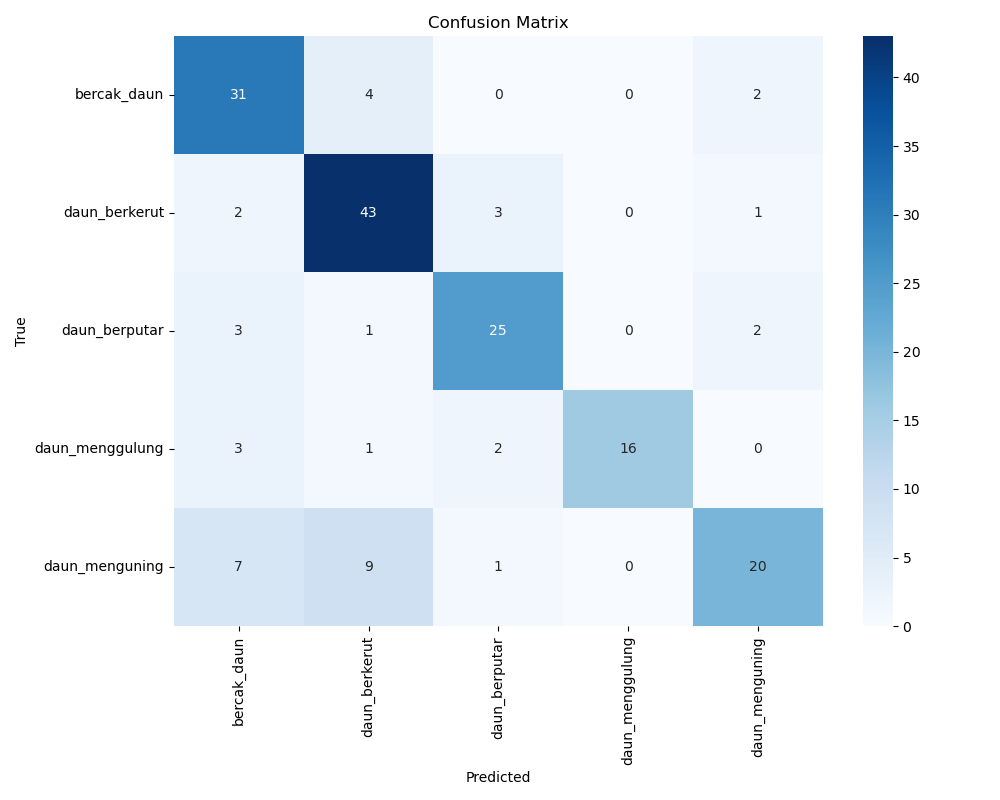 Confusion Matrix
True
bercak_daun 31 4 0 0 2
daun_berkerut 2 43 3 0 1
daun_berputar 3 1 25 0 2
daun_menggulung 3 1 2 16 0
daun_menguning 7 9 1 0 20
bercak_daun
daun_berkerut
daun_berputar
daun_menggulung
daun_menguning
Predicted
40
35
30
25
20
15
10
5
0